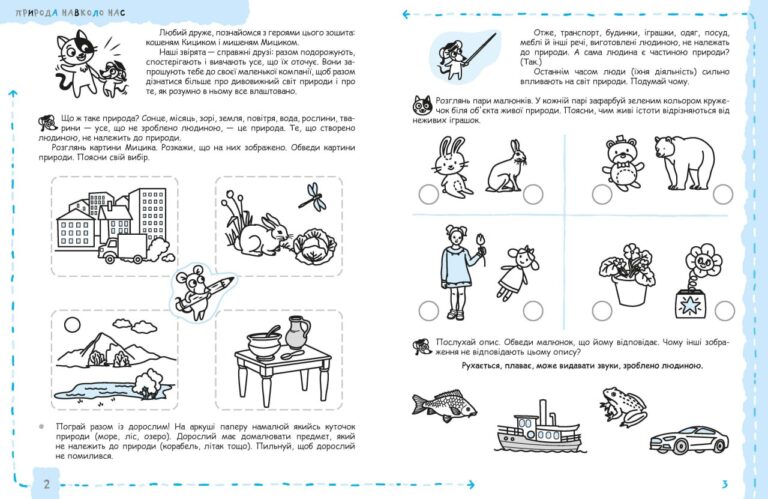 ПРИРОДА НАВКОЛО НАС
Любий друже, познайомся з героями цього зошита:
кошеням Кициком і мишеням Мициком.
Наші звірята — справжні друзі: разом подорожують,
спостерігають і вивчають усе, що їх оточує. Вони за-
прошують тебе до своєї маленької компанії, щоб разом
дізнатися більше про дивовижний світ природи і про
те, як розумно в ньому все влаштовано.
Що ж таке природа? Сонце, місяць, зорі, земля, повітря, вода, рослини, тва-
рини — усе, що не зроблено людиною, — це природа. Те, що створено
людиною, не належить до природи.
Розглянь картини Мицика. Розкажи, що на них зображено. Обведи картини
природи. Поясни свій вибір.
Пограй разом із дорослим! На аркуші паперу намалюй якийсь куточок
природи (море, ліс, озеро). Дорослий має домалювати предмет, який
не належить до природи (корабель, літак тощо). Пильнуй, щоб дорослий
не помилився.
2
Отже, транспорт, будинки, іграшки, одяг, посуд,
меблі й інші речі, виготовлені людиною, не належать
до природи. А сама людина є частиною природи?
(Так.)
Останнім часом люди (їхня діяльність) сильно
впливають на світ природи. Подумай чому.
Розглянь пари малюнків. У кожній парі зарафбуй зеленим кольором круже-
чок біля об'єкта живої природи. Поясни, чим живі істоти відрізняються від
неживих іграшок.
Послухай опис. Обведи малюнок, що йому відповідає. Чому інші зобра-
ження не відповідають цьому опису?
Рухається, плаває, може видавати звуки, зроблено людиною.
3